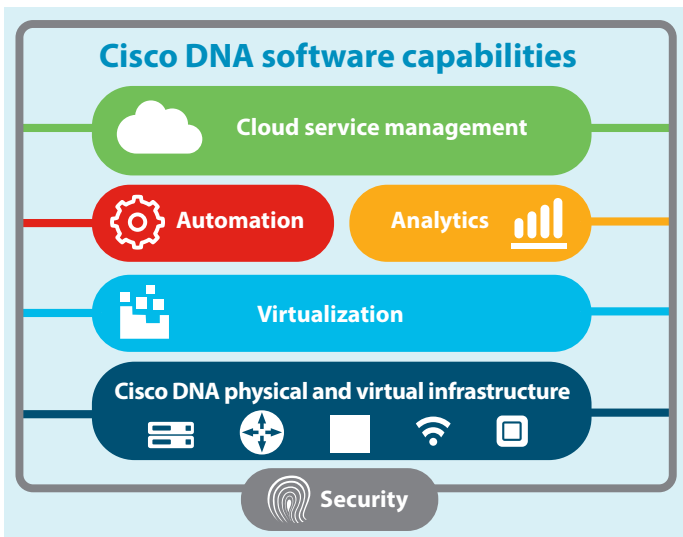 Cisco DNA software capabilities
Cloud service management
Automation
Analytics
Virtualization
Cisco DNA physical and virtual infrastructure
Security